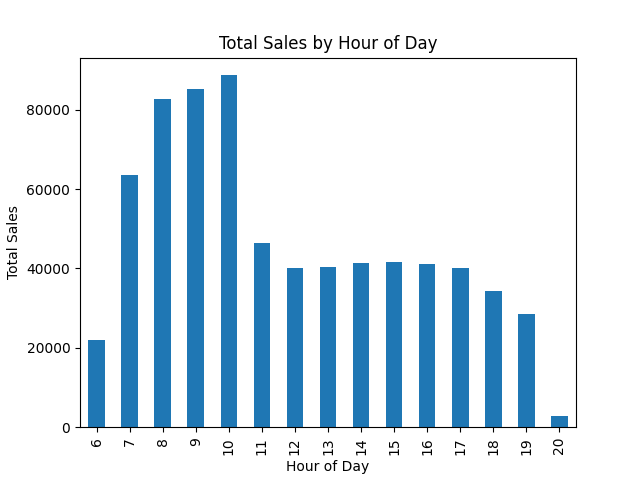 Total Sales by Hour of Day
Total Sales
80000
60000
40000
20000
0
6 7 8 9 10 11 12 13 14 15 16 17 18 19 20
Hour of Day